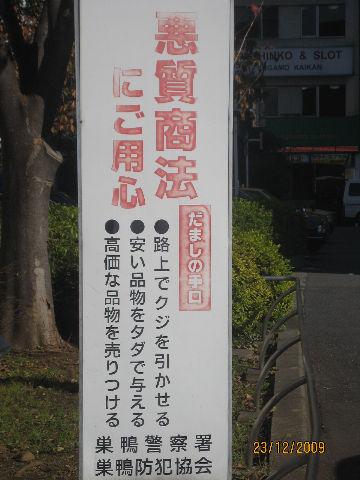 悪質商法
にご用心
だましの手口
●路上でクジを引かせる
●安い品物をタダで与える
●高価な品物を売りつける
巣鴨警察署
巣鴨防犯協会
HINKO & SLOT
GAMO KAIKAN
23/12/2009